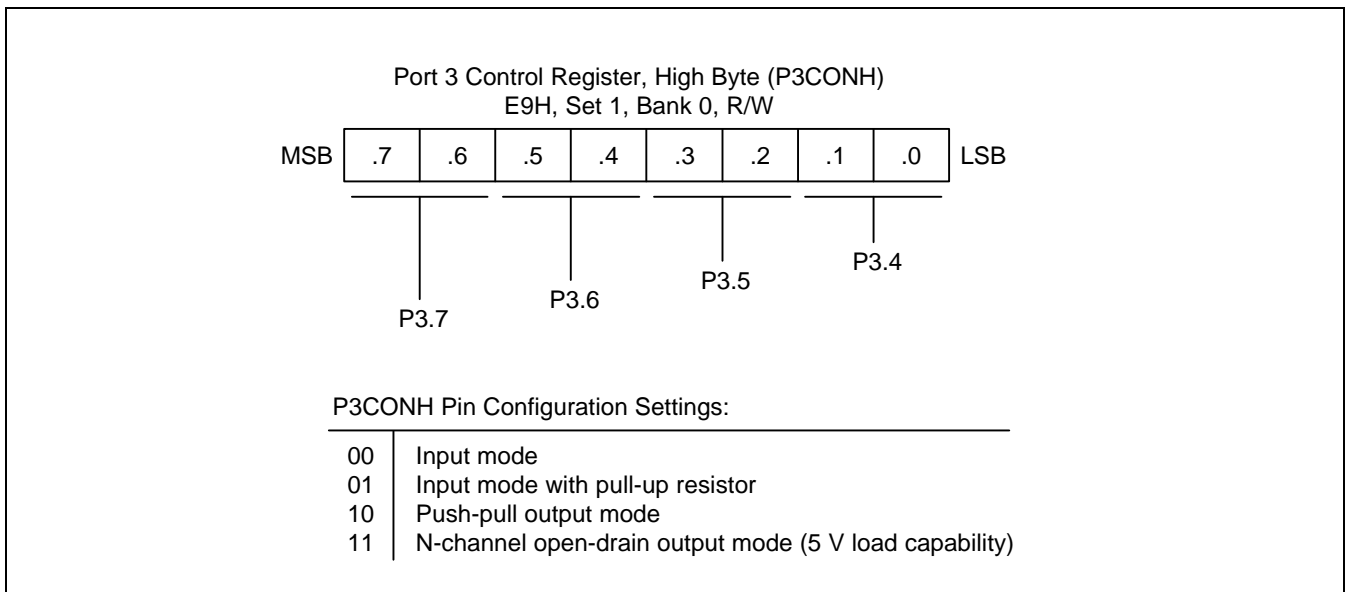 Port 3 Control Register, High Byte (P3CONH)
E9H, Set 1, Bank 0, R/W
MSB .7 .6 .5 .4 .3 .2 .1 .0 LSB
P3.4
P3.5
P3.6
P3.7
P3CONH Pin Configuration Settings:
00 Input mode
01 Input mode with pull-up resistor
10 Push-pull output mode
11 N-channel open-drain output mode (5 V load capability)